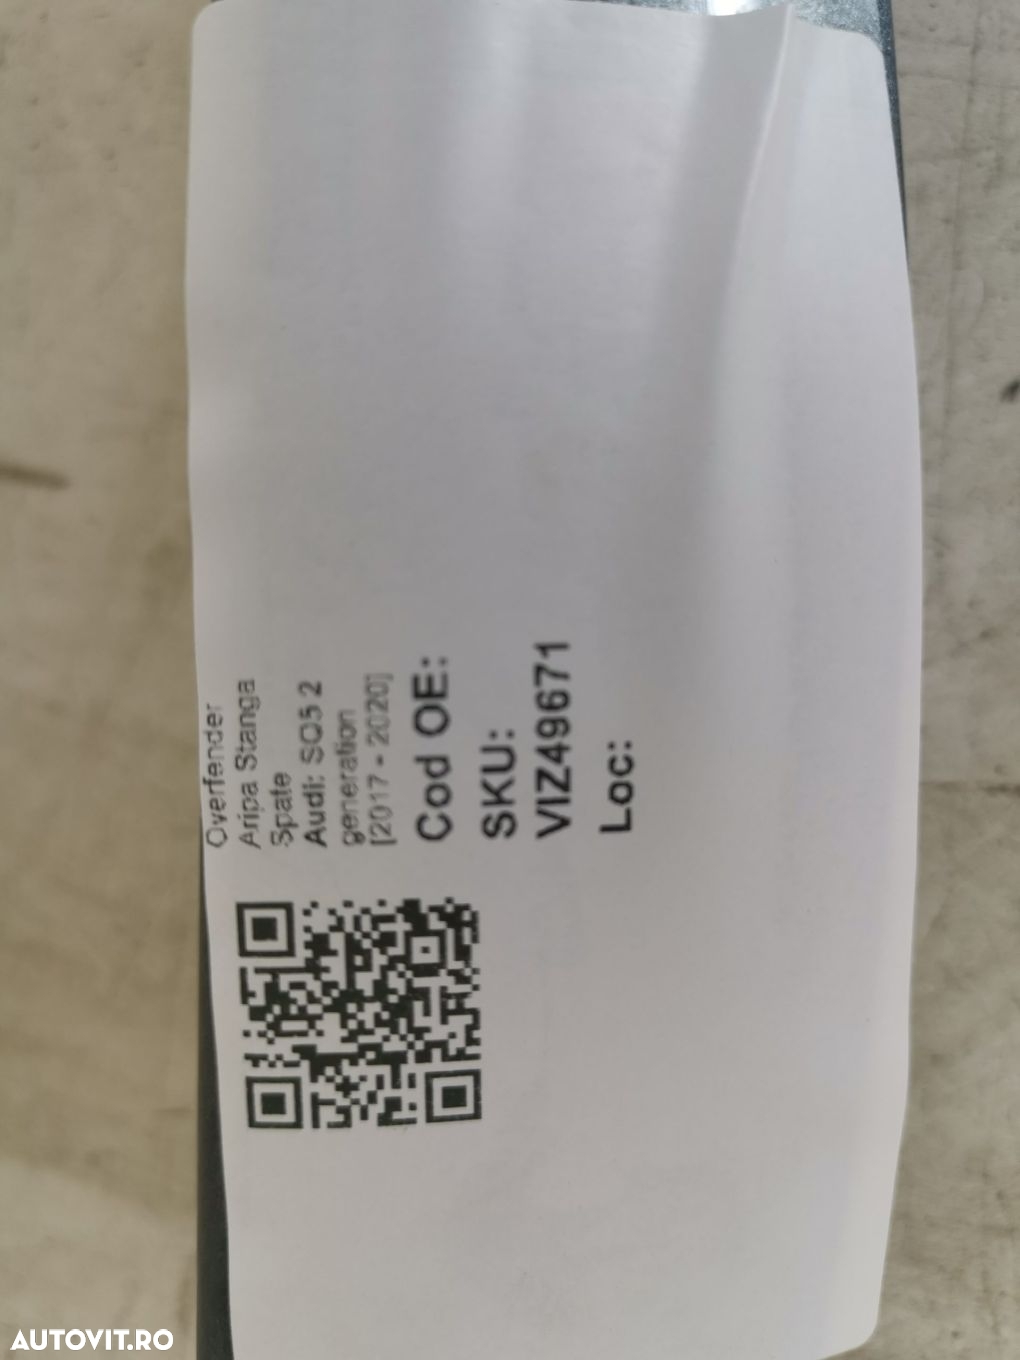 Overfender
Aripa Stanga
Spate
Audi: SQ5 2
generation
[2017 - 2020]
Cod OE:
SKU:
VIZ49671
Loc:
AUTOVIT.RO